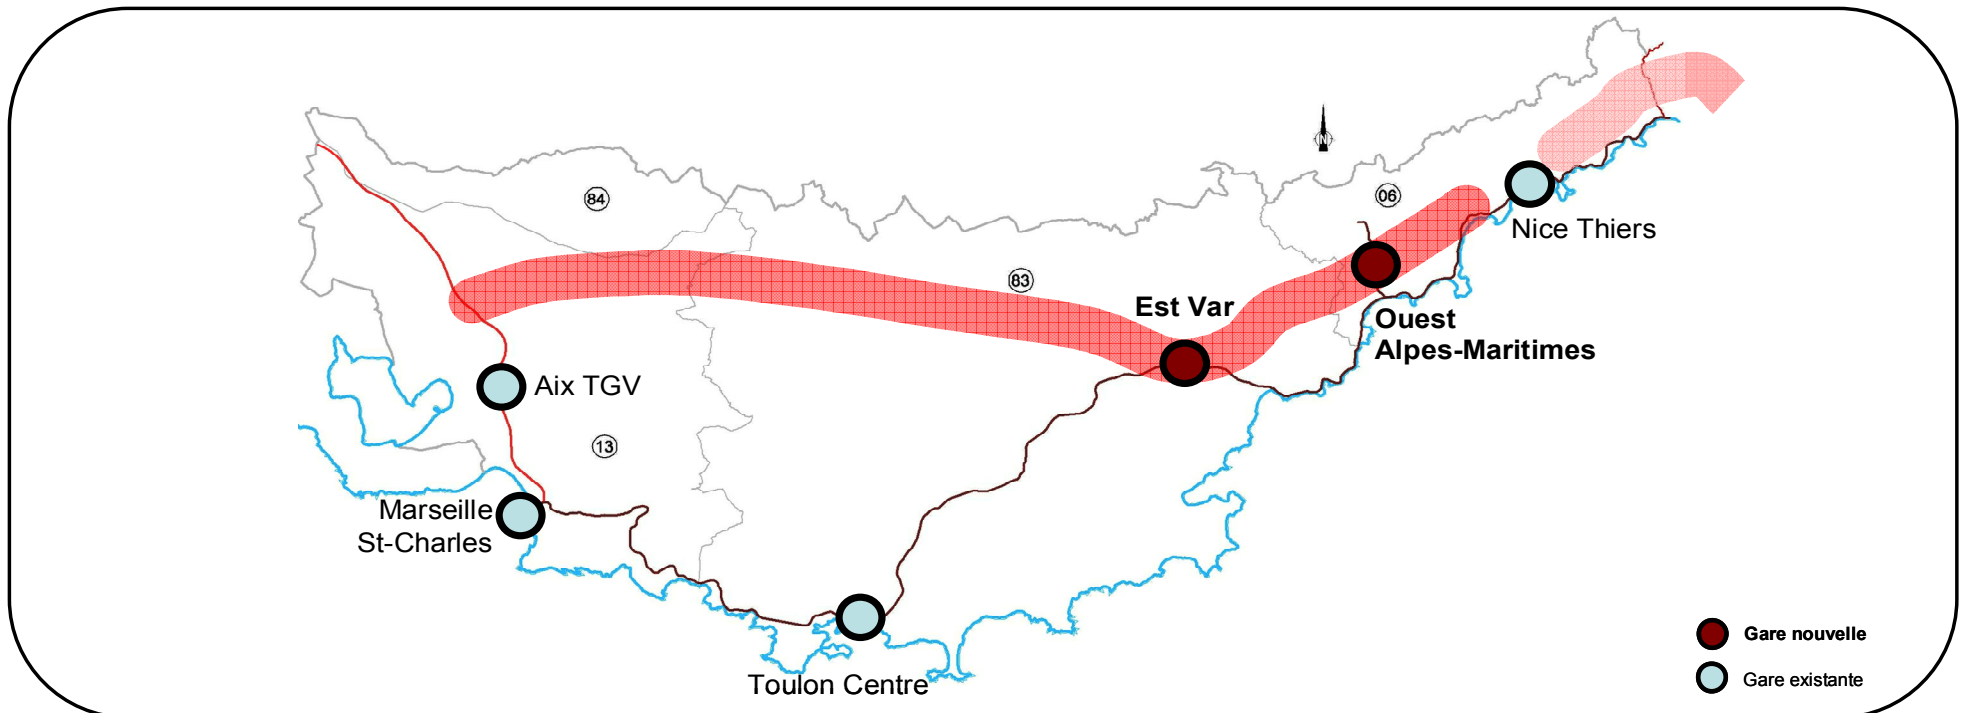 N
84
06
Nice Thiers
83
Est Var
Ouest
Alpes-Maritimes
Aix TGV
13
Marseille
St-Charles
Toulon Centre
Gare nouvelle
Gare existante